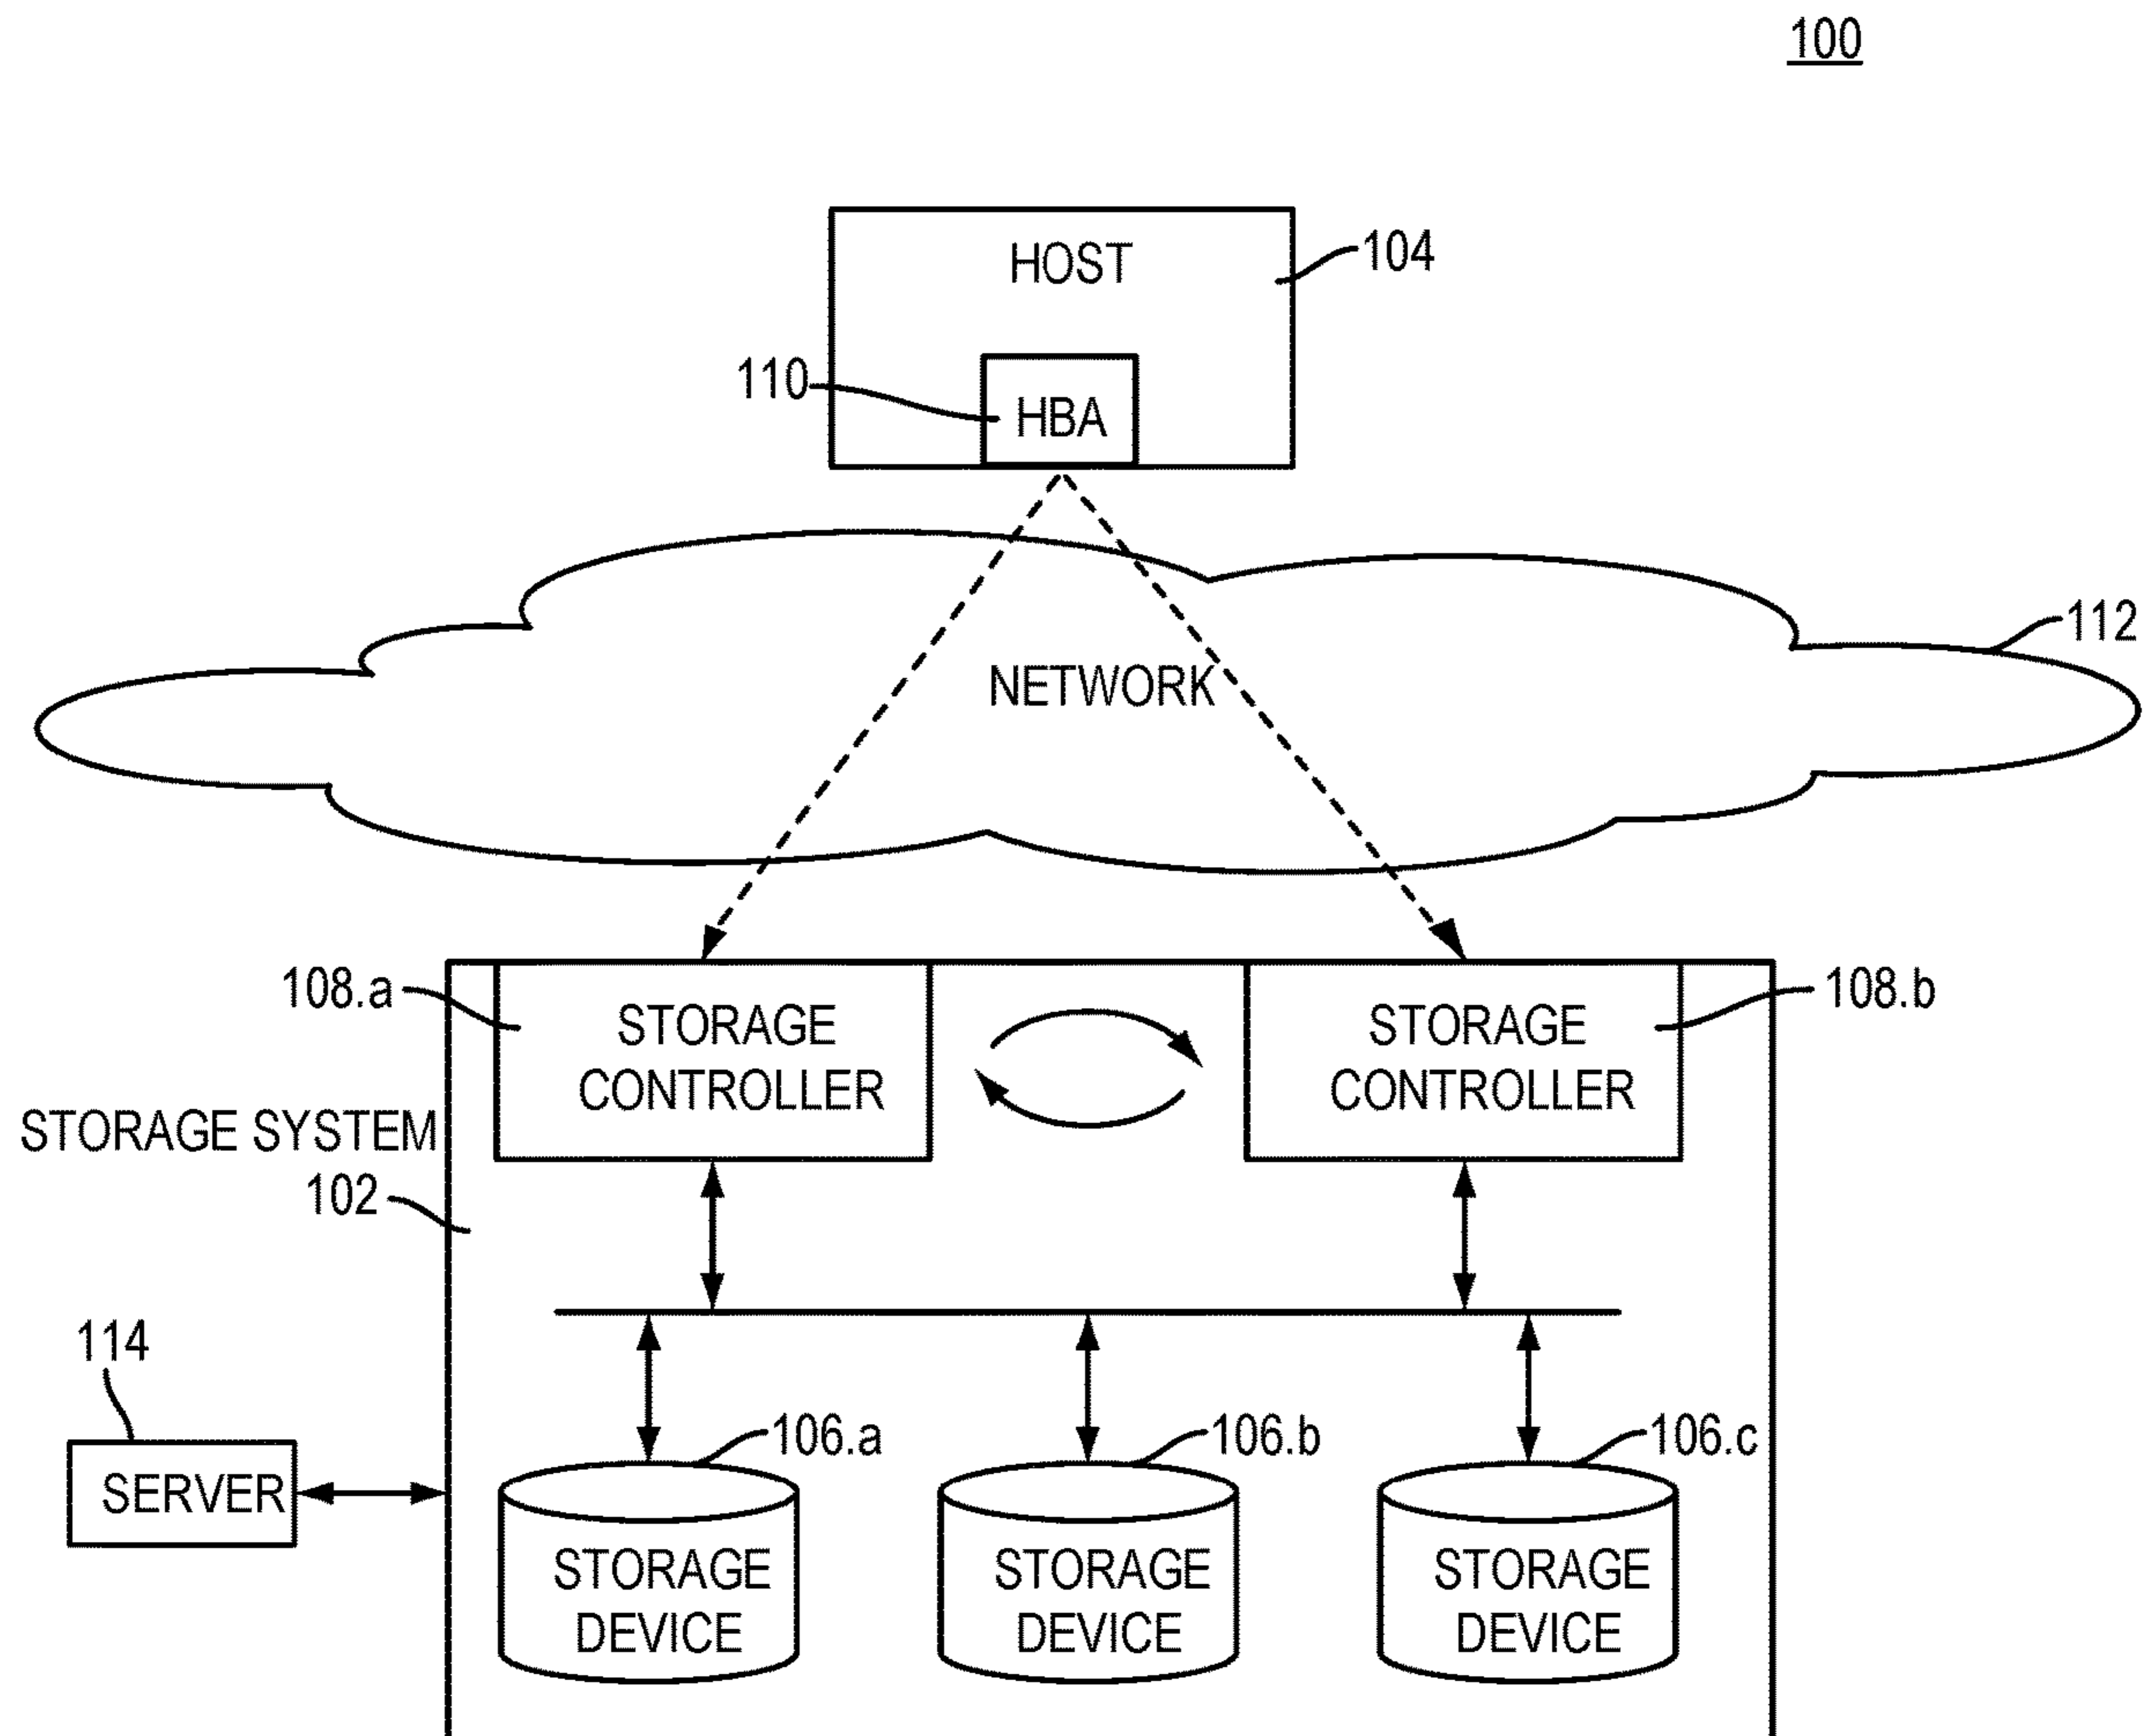 100
HOST
104
110
HBA
112
NETWORK
108.a
STORAGE
CONTROLLER
STORAGE
CONTROLLER
108.b
STORAGE SYSTEM
102
114
SERVER
106.a
106.b
106.c
STORAGE
DEVICE
STORAGE
DEVICE
STORAGE
DEVICE